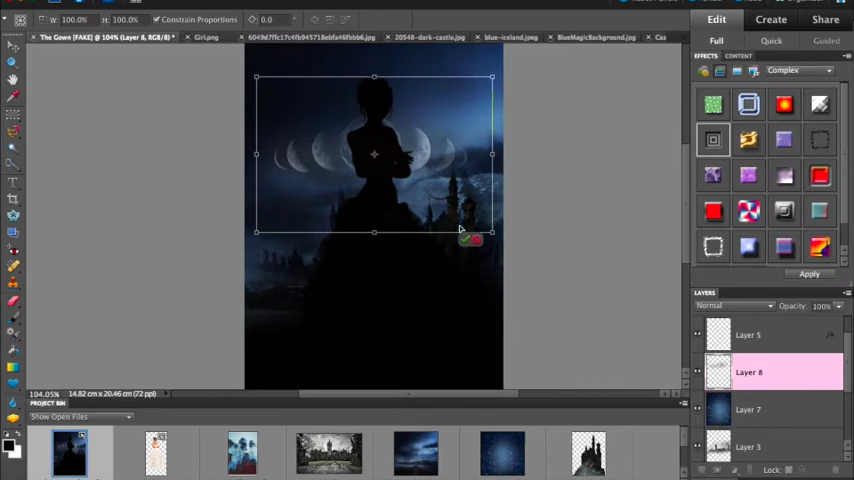 W: 100.0% H: 100.0% Constrain Proportions 0.0
The Gown [FAKE] @ 104% (Layer 8, RGB/8) * Girl.png 6049d7ffc17c4fb945718ebfa46fbbb6.jpg 20548-dark-castle.jpg blue-iceland.jpeg BlueMagicBackground.jpg Cas
Edit Create Share
Full Quick Guided
EFFECTS CONTENT
Complex
Apply
LAYERS
Normal Opacity: 100%
Layer 5
Layer 8
Layer 7
Layer 3
Lock:
104.05% 14.82 cm x 20.46 cm (72 ppi)
PROJECT BIN
Show Open Files
T